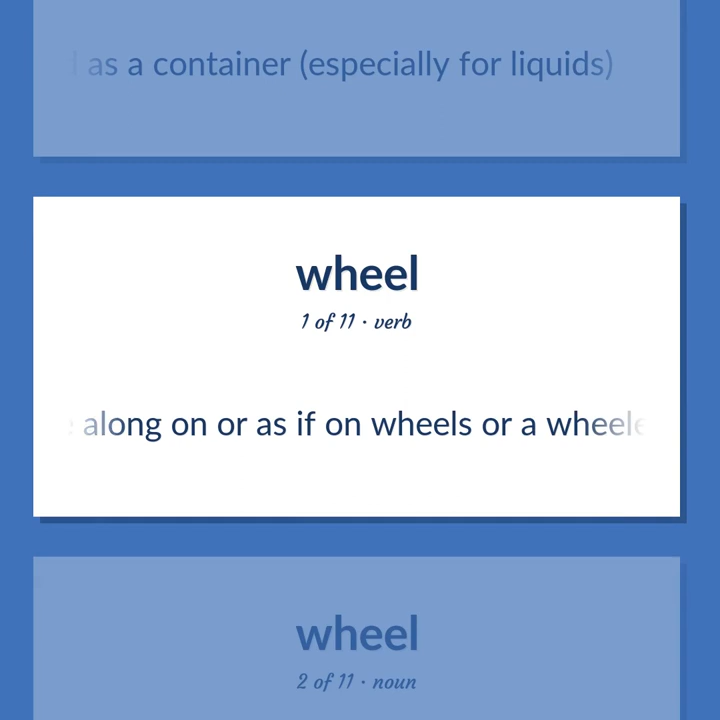 as a container (especially for liquids)
wheel
1 of 11 · verb
along on or as if on wheels or a wheele
wheel
2 of 11 · noun